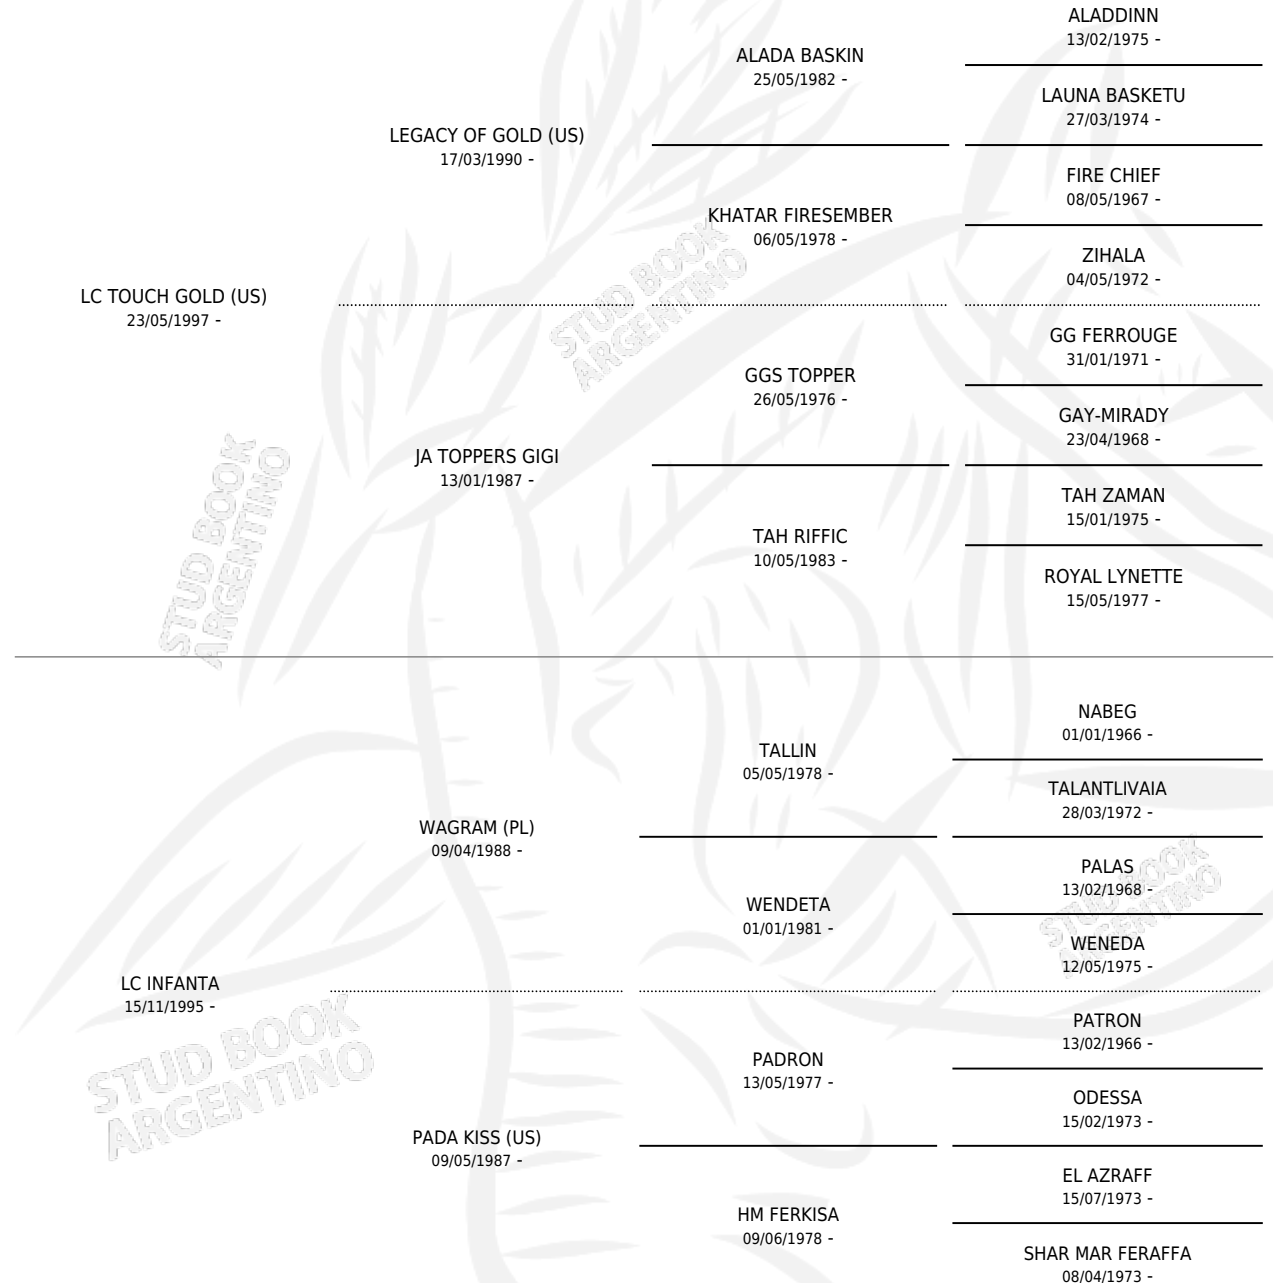 ALADDINN
13/02/1975 -
ALADA BASKIN
25/05/1982 -
LAUNA BASKETU
27/03/1974 -
LEGACY OF GOLD (US)
17/03/1990 -
FIRE CHIEF
08/05/1967 -
KHATAR FIRESEMBER
06/05/1978 -
ZIHALA
04/05/1972 -
LC TOUCH GOLD (US)
23/05/1997 -
GG FERROUGE
31/01/1971 -
GGS TOPPER
26/05/1976 -
GAY-MIRADY
23/04/1968 -
JA TOPPERS GIGI
13/01/1987 -
TAH ZAMAN
15/01/1975 -
TAH RIFFIC
10/05/1983 -
ROYAL LYNETTE
15/05/1977 -
STUD BOOK
ARGENTINO
STUD BOOK
ARGENTINO
NABEG
01/01/1966 -
TALLIN
05/05/1978 -
TALANTLIVAIA
28/03/1972 -
WAGRAM (PL)
09/04/1988 -
PALAS
13/02/1968 -
WENDETA
01/01/1981 -
WENEDA
12/05/1975 -
LC INFANTA
15/11/1995 -
PATRON
13/02/1966 -
PADRON
13/05/1977 -
ODESSA
15/02/1973 -
PADA KISS (US)
09/05/1987 -
EL AZRAFF
15/07/1973 -
HM FERKISA
09/06/1978 -
SHAR MAR FERAFFA
08/04/1973 -
STUD BOOK
ARGENTINO
STUD BOOK
ARGENTINO